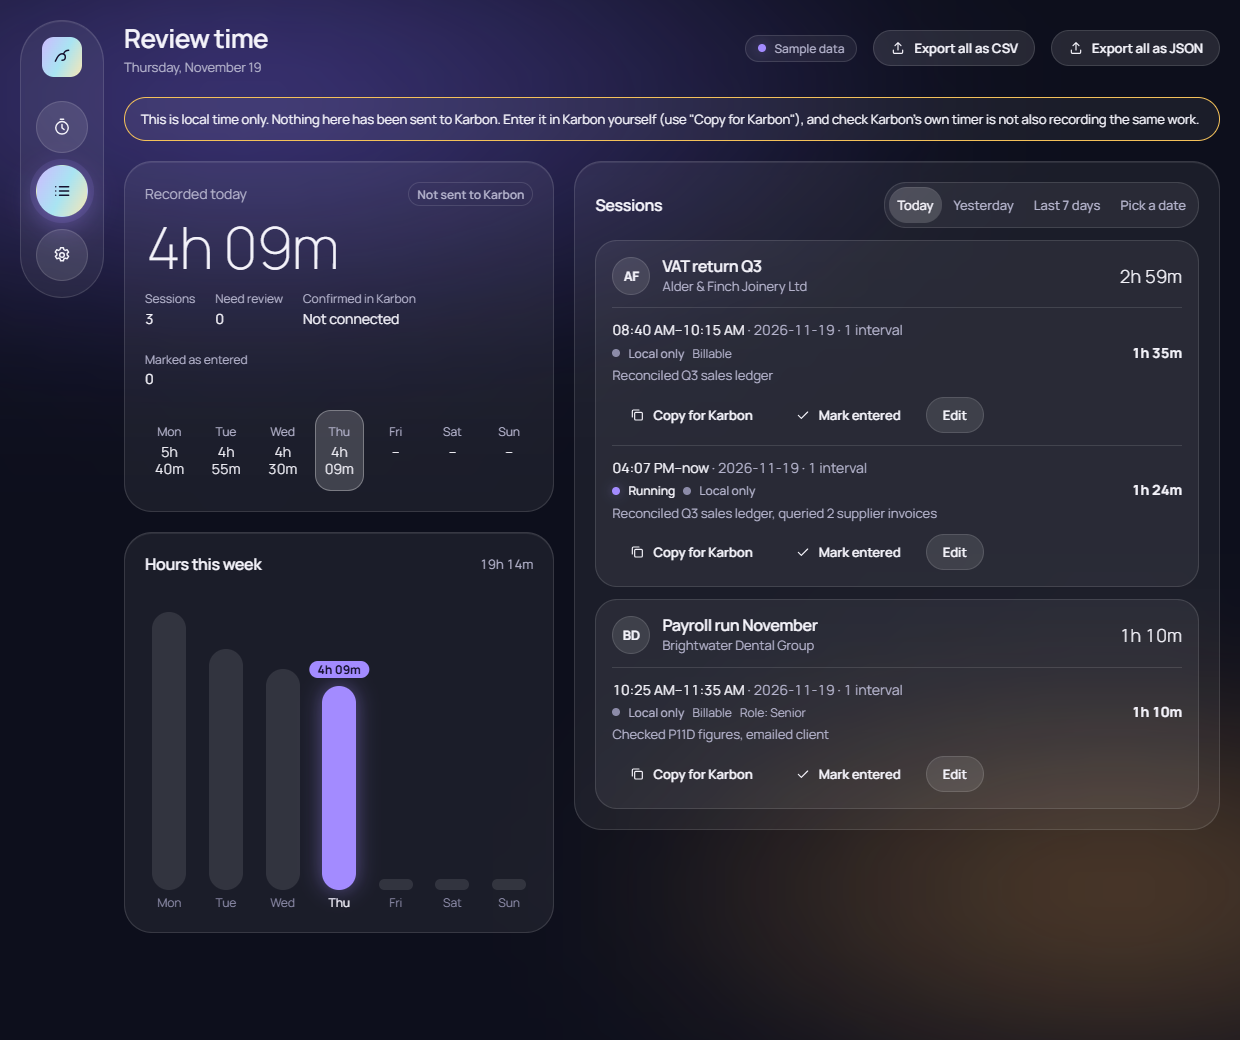 Review time
Thursday, November 19
Sample data
Export all as CSV
Export all as JSON
This is local time only. Nothing here has been sent to Karbon. Enter it in Karbon yourself (use "Copy for Karbon"), and check Karbon's own timer is not also recording the same work.
Recorded today
Not sent to Karbon
4h 09m
Sessions
Need review
Confirmed in Karbon
3
0
Not connected
Marked as entered
0
Mon
Tue
Wed
Thu
Fri
Sat
Sun
5h
4h
4h
4h
–
–
–
40m
55m
30m
09m
Hours this week
19h 14m
4h 09m
Mon
Tue
Wed
Thu
Fri
Sat
Sun
Sessions
Today
Yesterday
Last 7 days
Pick a date
AF
VAT return Q3
Alder & Finch Joinery Ltd
2h 59m
08:40 AM–10:15 AM · 2026-11-19 · 1 interval
Local only
Billable
1h 35m
Reconciled Q3 sales ledger
Copy for Karbon
Mark entered
Edit
04:07 PM–now · 2026-11-19 · 1 interval
Running
Local only
1h 24m
Reconciled Q3 sales ledger, queried 2 supplier invoices
Copy for Karbon
Mark entered
Edit
BD
Payroll run November
Brightwater Dental Group
1h 10m
10:25 AM–11:35 AM · 2026-11-19 · 1 interval
Local only
Billable
Role: Senior
1h 10m
Checked P11D figures, emailed client
Copy for Karbon
Mark entered
Edit